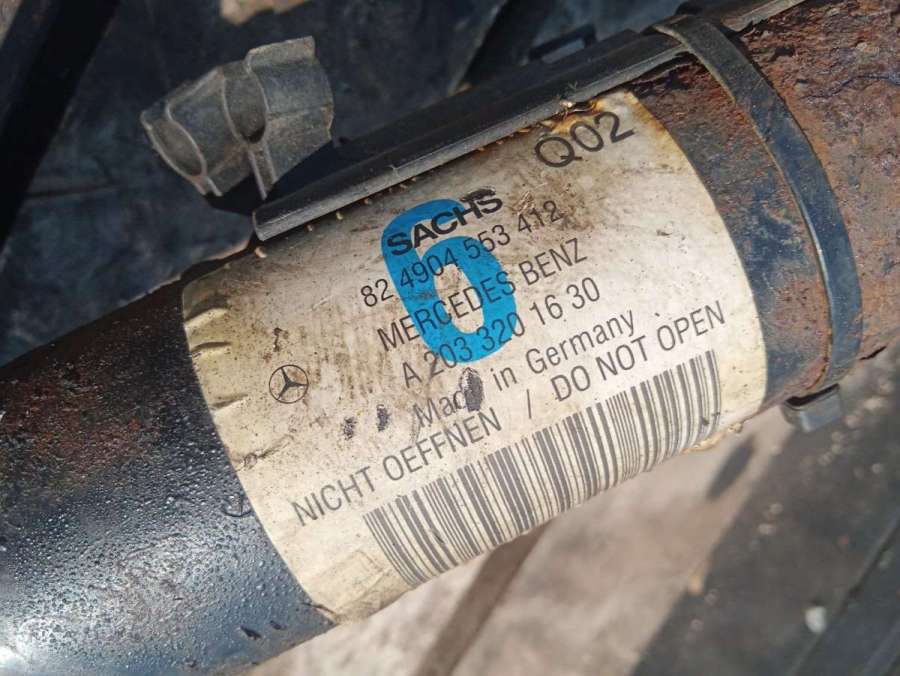 Q02
6
SACHS
82 4904 553 412
MERCEDES BENZ
A 203 320 16 30
Made in Germany
NICHT OEFFNEN / DO NOT OPEN